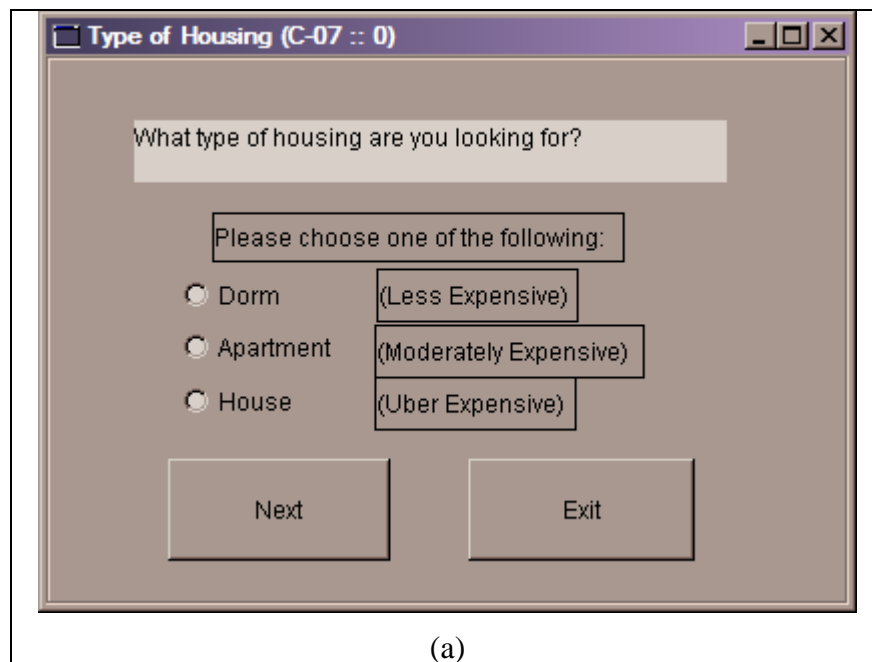 Type of Housing (C-07 :: 0)
What type of housing are you looking for?
Please choose one of the following:
Dorm (Less Expensive)
Apartment (Moderately Expensive)
House (Uber Expensive)
Next Exit
(a)